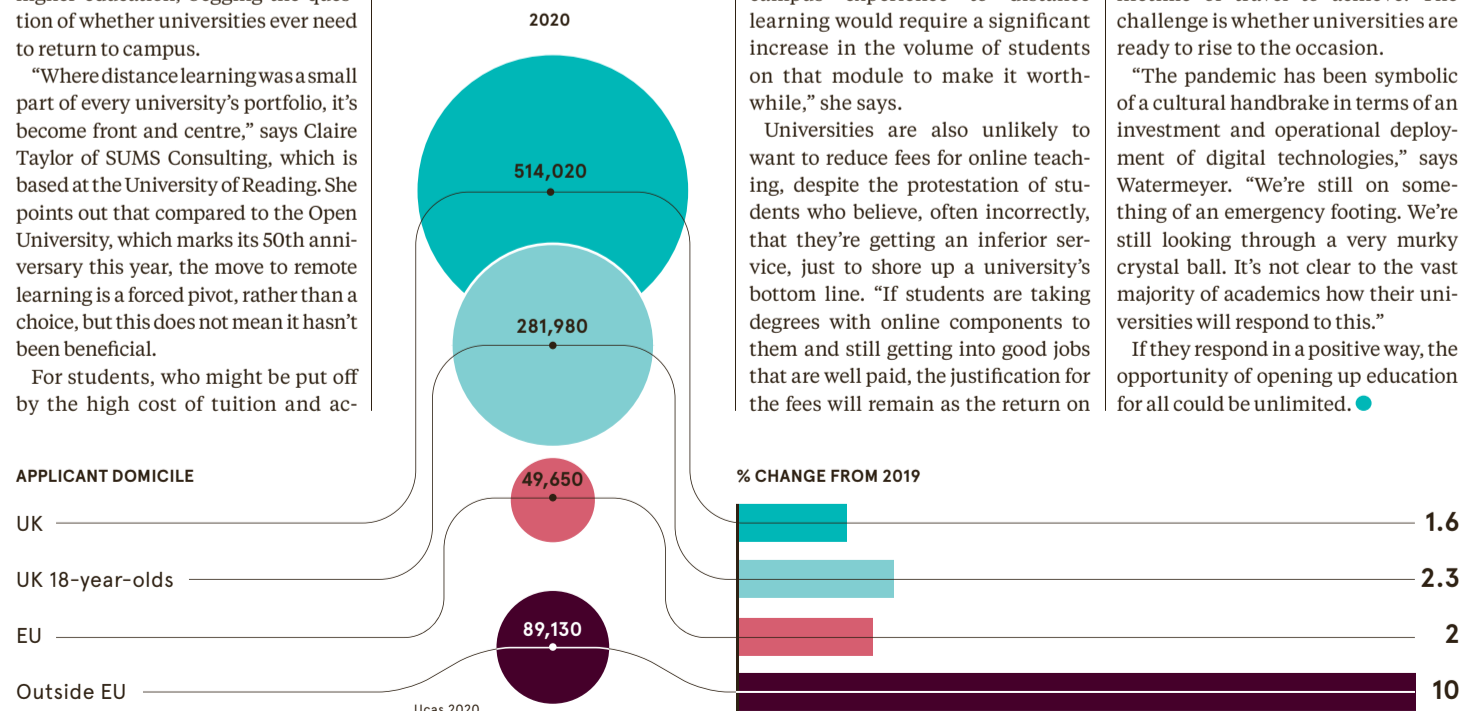 higher education, begging the ques-
tion of whether universities ever need
to return to campus.
“Where distance learning was a small
part of every university’s portfolio, it’s
become front and centre,” says Claire
Taylor of SUMS Consulting, which is
based at the University of Reading. She
points out that compared to the Open
University, which marks its 50th anni-
versary this year, the move to remote
learning is a forced pivot, rather than a
choice, but this does not mean it hasn’t
been beneficial.
For students, who might be put off
by the high cost of tuition and ac-
2020
514,020
281,980
49,650
89,130
campus experience to distance
learning would require a significant
increase in the volume of students
on that module to make it worth-
while,” she says.
Universities are also unlikely to
want to reduce fees for online teach-
ing, despite the protestation of stu-
dents who believe, often incorrectly,
that they’re getting an inferior ser-
vice, just to shore up a university’s
bottom line. “If students are taking
degrees with online components to
them and still getting into good jobs
that are well paid, the justification for
the fees will remain as the return on
travel to achieve. The
challenge is whether universities are
ready to rise to the occasion.
“The pandemic has been symbolic
of a cultural handbrake in terms of an
investment and operational deploy-
ment of digital technologies,” says
Watermeyer. “We’re still on some-
thing of an emergency footing. We’re
still looking through a very murky
crystal ball. It’s not clear to the vast
majority of academics how their uni-
versities will respond to this.”
If they respond in a positive way, the
opportunity of opening up education
for all could be unlimited.
APPLICANT DOMICILE
UK
UK 18-year-olds
EU
Outside EU
% CHANGE FROM 2019
1.6
2.3
2
10
Ucas 2020